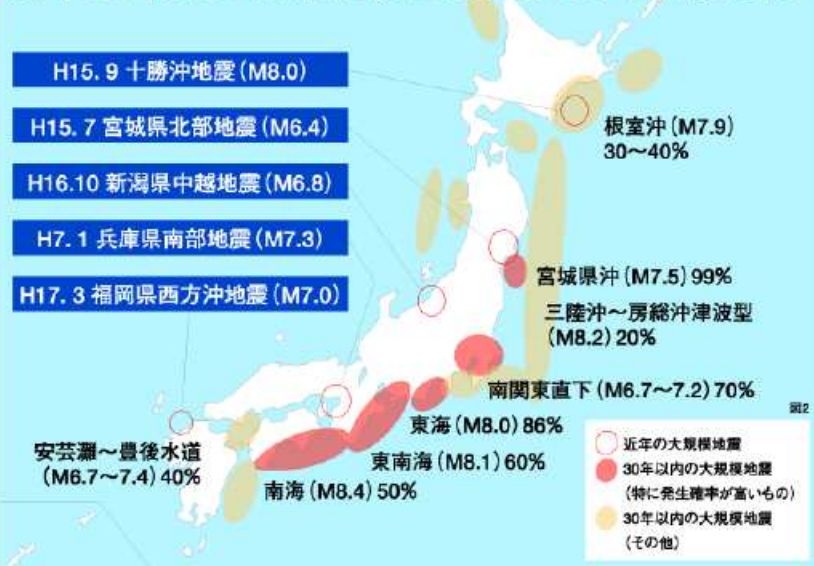 H15. 9 十勝沖地震(M8.0)
H15. 7 宮城県北部地震(M6.4)
H16.10 新潟県中越地震(M6.8)
H7. 1 兵庫県南部地震(M7.3)
H17. 3 福岡県西方沖地震(M7.0)
根室沖(M7.9)
30〜40%
宮城県沖(M7.5)99%
三陸沖〜房総沖津波型
(M8.2)20%
南関東直下(M6.7〜7.2)70%
東海(M8.0)86%
東南海(M8.1)60%
南海(M8.4)50%
安芸灘〜豊後水道
(M6.7〜7.4)40%
図2
近年の大規模地震
30年以内の大規模地震
(特に発生確率が高いもの)
30年以内の大規模地震
(その他)